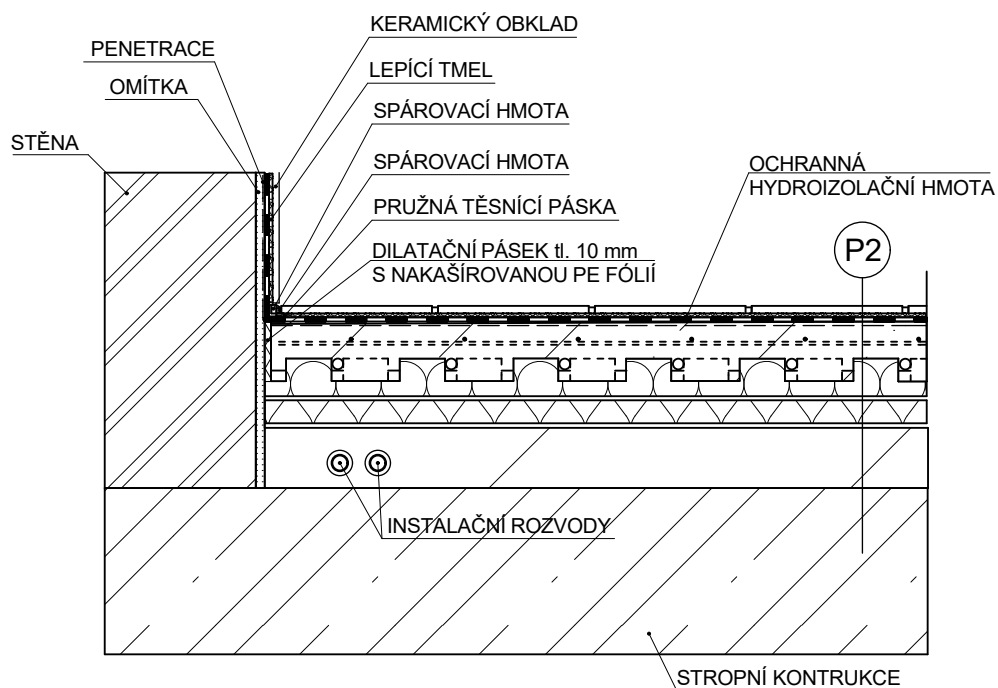 KERAMICKÝ OBKLAD
PENETRACE
LEPÍCÍ TMEL
OMÍTKA
SPÁROVACÍ HMOTA
STĚNA
SPÁROVACÍ HMOTA
OCHRANNÁ
HYDROIZOLAČNÍ HMOTA
PRUŽNÁ TĚSNÍCÍ PÁSKA
DILATAČNÍ PÁSEK tl. 10 mm
S NAKAŠÍROVANOU PE FÓLIÍ
P2
INSTALAČNÍ ROZVODY
STROPNÍ KONTRUKCE